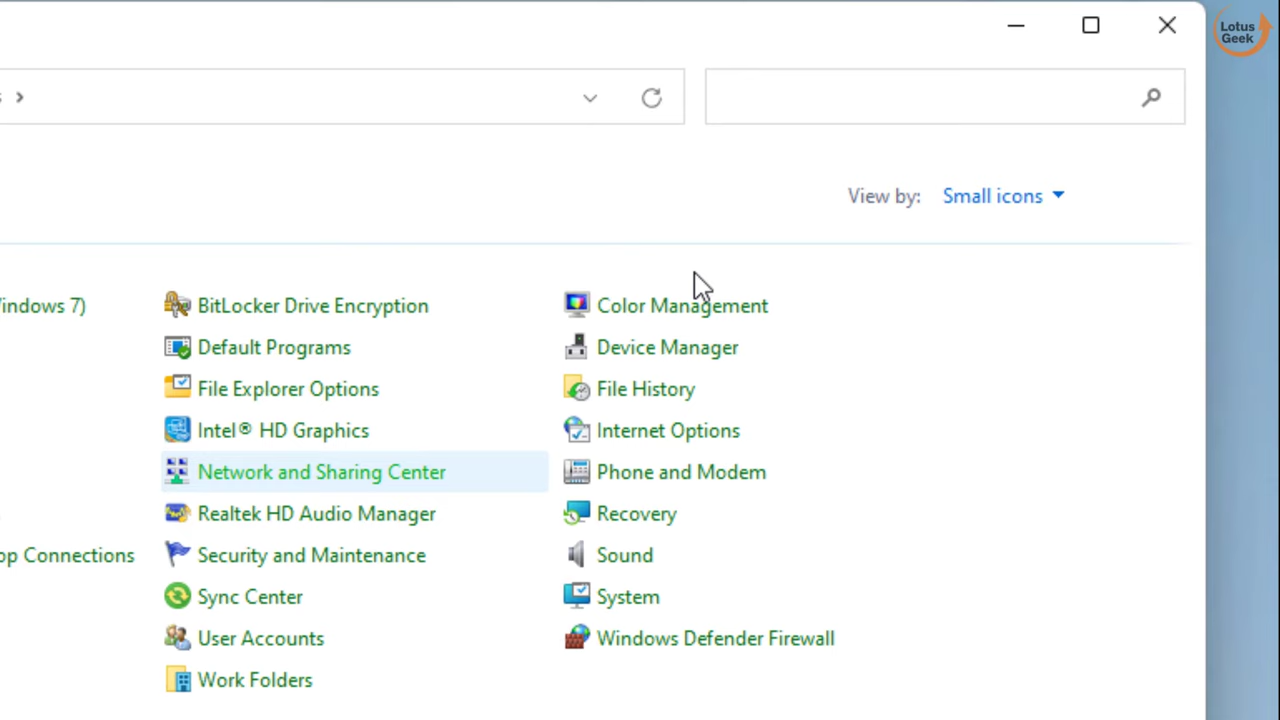 Lotus
Geek
View by: Small icons
indows 7)
BitLocker Drive Encryption
Color Management
Default Programs
Device Manager
File Explorer Options
File History
Intel® HD Graphics
Internet Options
Network and Sharing Center
Phone and Modem
Realtek HD Audio Manager
Recovery
op Connections
Security and Maintenance
Sound
Sync Center
System
User Accounts
Windows Defender Firewall
Work Folders